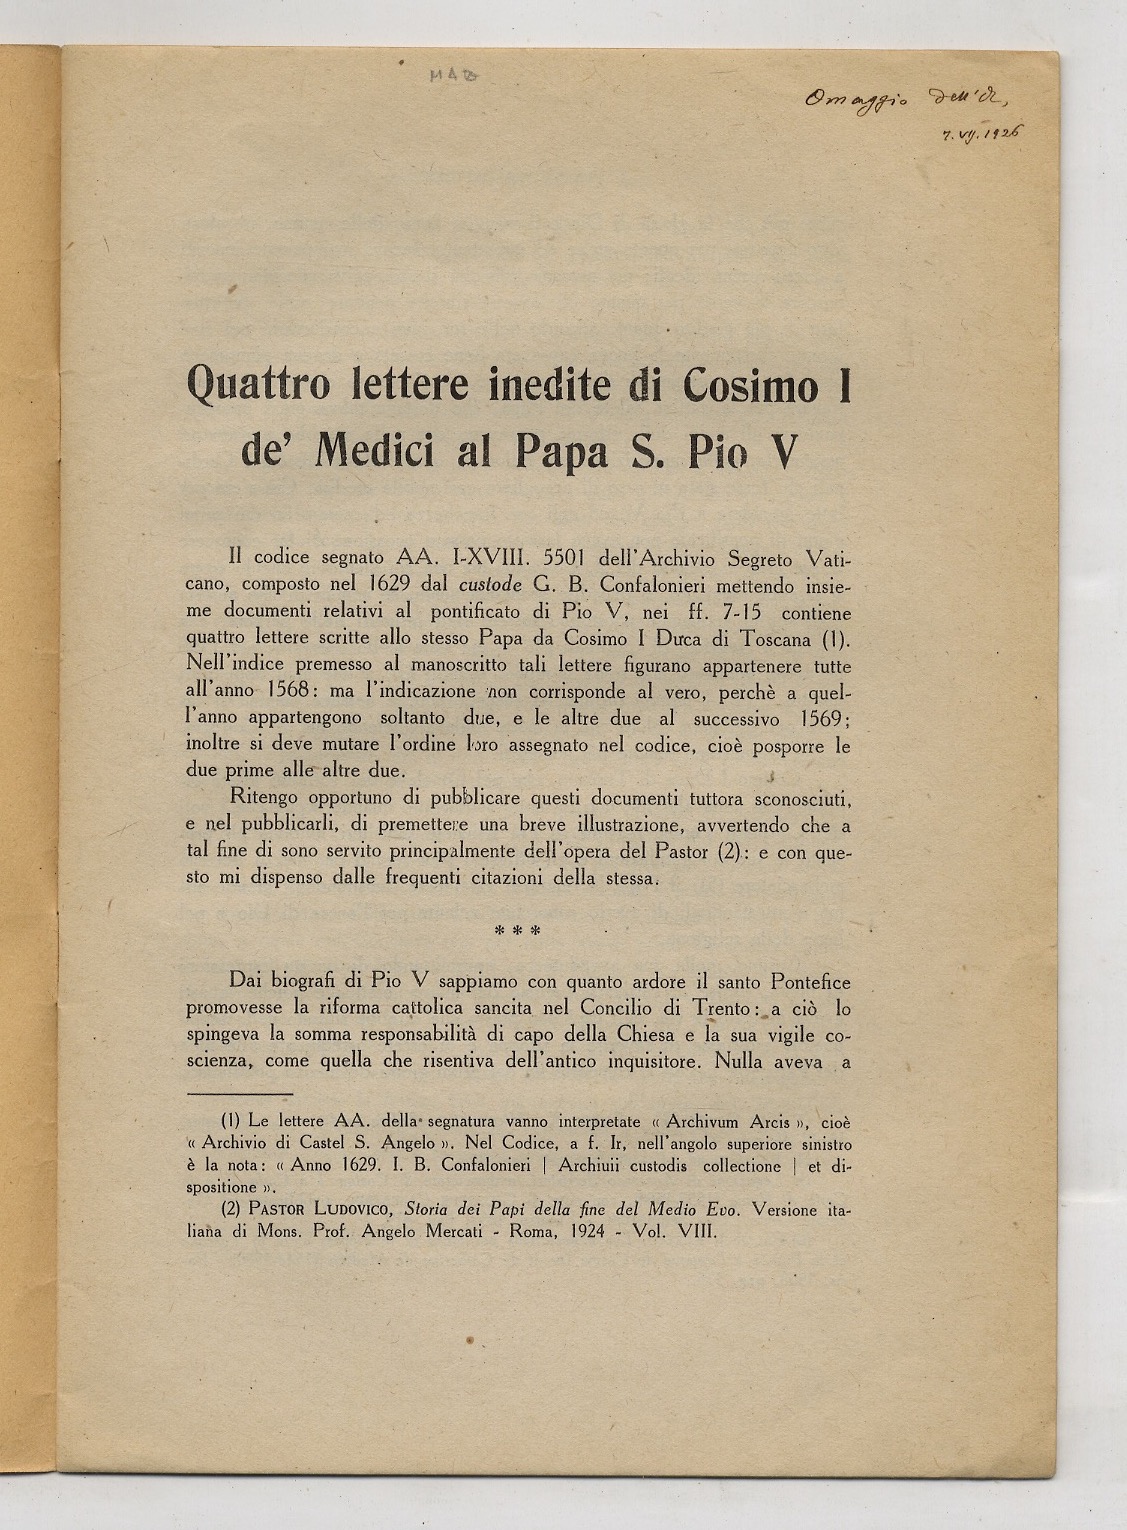 MAB
Omaggio dell'A.
7.VII.1926
Quattro lettere inedite di Cosimo I
de' Medici al Papa S. Pio V
Il codice segnato AA. I-XVIII. 5501 dell'Archivio Segreto Vati-
cano, composto nel 1629 dal custode G. B. Confalonieri mettendo insie-
me documenti relativi al pontificato di Pio V, nei ff. 7-15 contiene
quattro lettere scritte allo stesso Papa da Cosimo I Duca di Toscana (1).
Nell'indice premesso al manoscritto tali lettere figurano appartenere tutte
all'anno 1568: ma l'indicazione non corrisponde al vero, perchè a quel-
l'anno appartengono soltanto due, e le altre due al successivo 1569;
inoltre si deve mutare l'ordine loro assegnato nel codice, cioè posporre le
due prime alle altre due.
Ritengo opportuno di pubblicare questi documenti tuttora sconosciuti,
e nel pubblicarli, di premettere una breve illustrazione, avvertendo che a
tal fine di sono servito principalmente dell'opera del Pastor (2): e con que-
sto mi dispenso dalle frequenti citazioni della stessa.
* * *
Dai biografi di Pio V sappiamo con quanto ardore il santo Pontefice
promovesse la riforma cattolica sancita nel Concilio di Trento: a ciò lo
spingeva la somma responsabilità di capo della Chiesa e la sua vigile co-
scienza, come quella che risentiva dell'antico inquisitore. Nulla aveva a
(1) Le lettere AA. della segnatura vanno interpretate « Archivum Arcis », cioè
« Archivio di Castel S. Angelo ». Nel Codice, a f. Ir, nell'angolo superiore sinistro
è la nota: « Anno 1629. I. B. Confalonieri | Archiuii custodis collectione | et di-
spositione ».
(2) PASTOR LUDOVICO, Storia dei Papi della fine del Medio Evo. Versione ita-
liana di Mons. Prof. Angelo Mercati - Roma, 1924 - Vol. VIII.